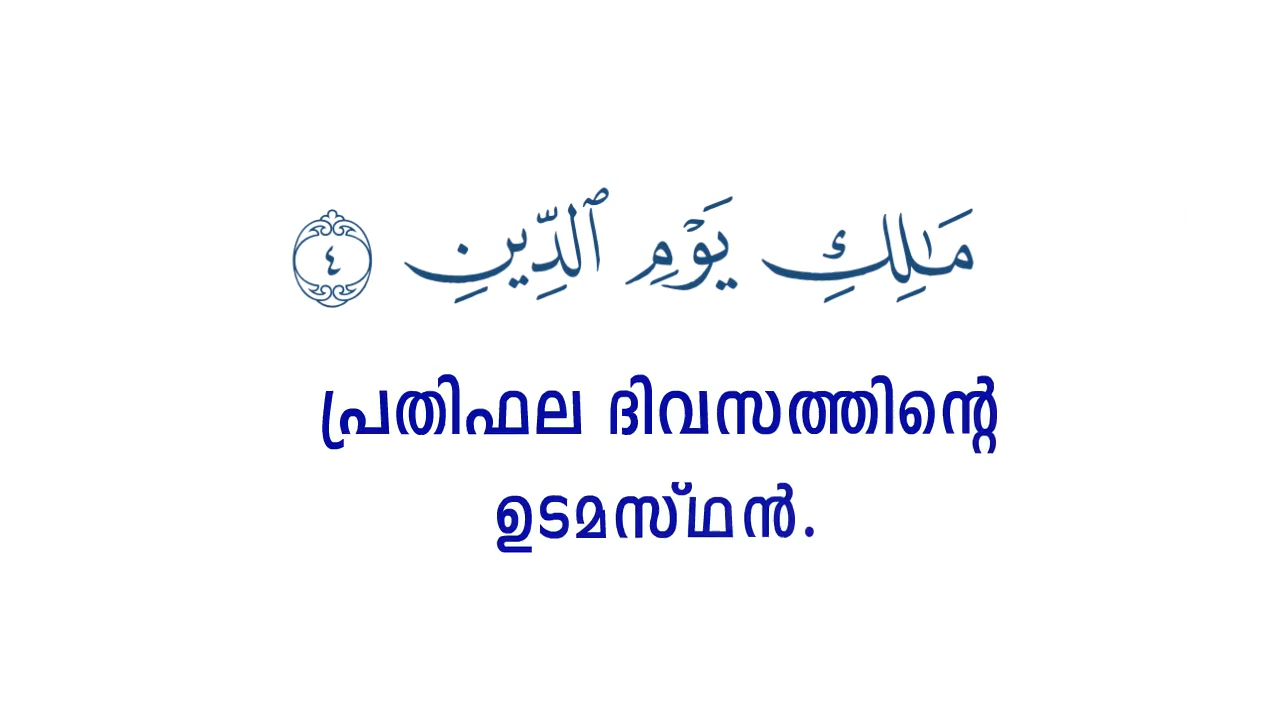 مَـٰلِكِ يَوْمِ ٱلدِّينِ ٤
പ്രതിഫല ദിവസത്തിന്റെ
ഉടമസ്ഥൻ.